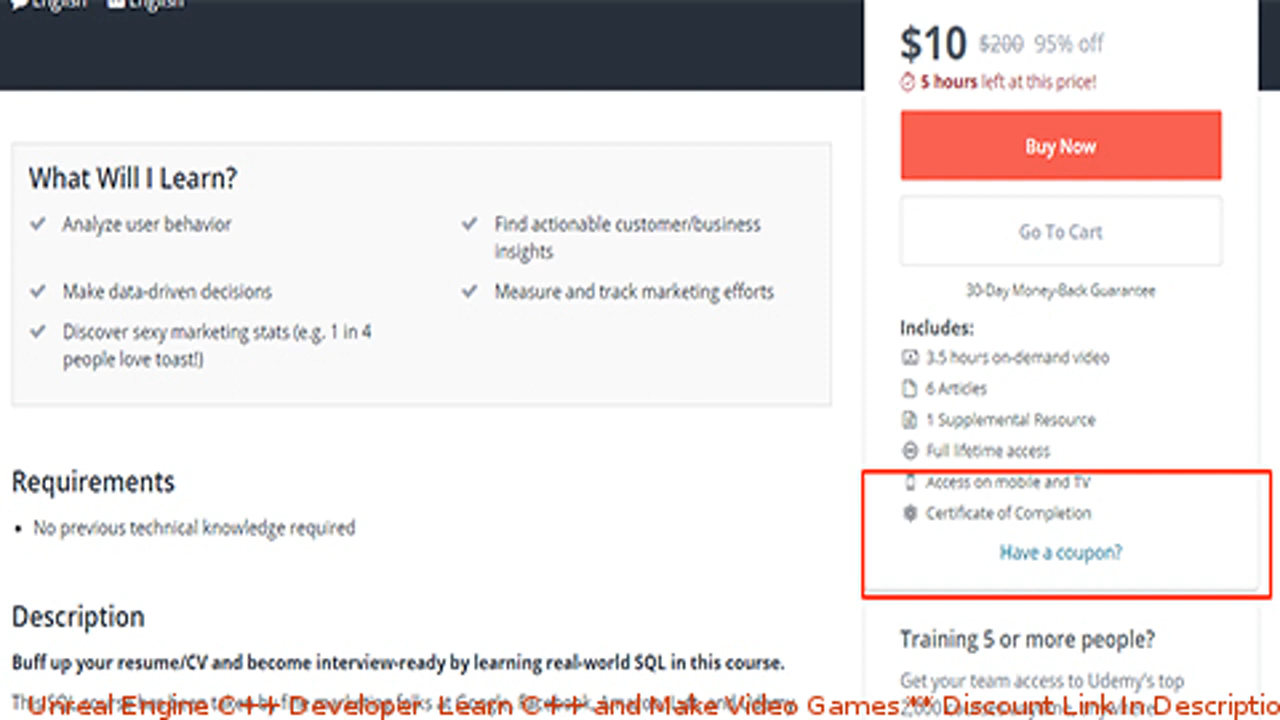 English English
What Will I Learn?
Analyze user behavior
Find actionable customer/business
insights
Make data-driven decisions
Measure and track marketing efforts
Discover sexy marketing stats (e.g. 1 in 4
people love toast!)
Requirements
• No previous technical knowledge required
Description
Buff up your resume/CV and become interview-ready by learning real-world SQL in this course.
$10 $200 95% off
5 hours left at this price!
Buy Now
Go To Cart
30-Day Money-Back Guarantee
Includes:
3.5 hours on-demand video
6 Articles
1 Supplemental Resource
Full lifetime access
Access on mobile and TV
Certificate of Completion
Have a coupon?
Training 5 or more people?
Get your team access to Udemy's top
Unreal Engine C++ Developer Learn C++ and Make Video Games.** Discount Link In Descriptio